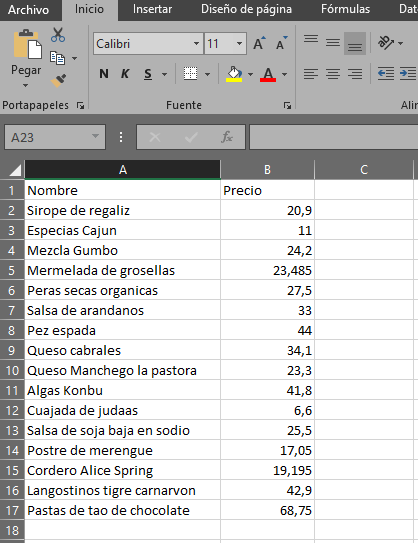 Archivo Inicio Insertar Diseño de página Fórmulas Dat
Calibri 11 A A
Pegar N K S A
Portapapeles Fuente Alin
A23 fx
A B C
1 Nombre Precio
2 Sirope de regaliz 20,9
3 Especias Cajun 11
4 Mezcla Gumbo 24,2
5 Mermelada de grosellas 23,485
6 Peras secas organicas 27,5
7 Salsa de arandanos 33
8 Pez espada 44
9 Queso cabrales 34,1
10 Queso Manchego la pastora 23,3
11 Algas Konbu 41,8
12 Cuajada de judaas 6,6
13 Salsa de soja baja en sodio 25,5
14 Postre de merengue 17,05
15 Cordero Alice Spring 19,195
16 Langostinos tigre carnarvon 42,9
17 Pastas de tao de chocolate 68,75
18